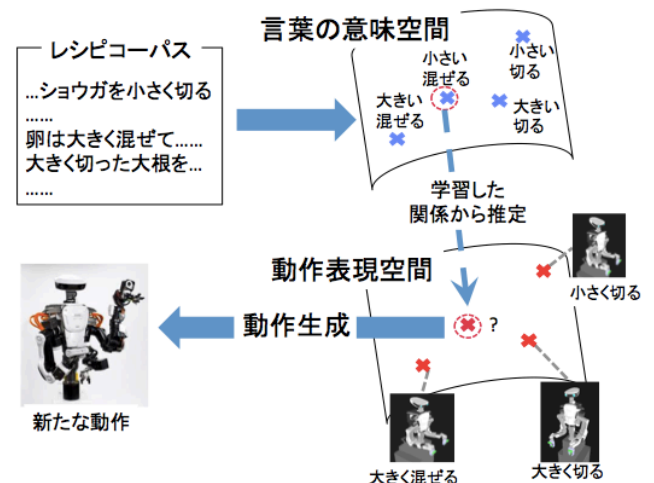 言葉の意味空間
レシピコーパス
...ショウガを小さく切る
......
卵は大きく混ぜて......
大きく切った大根を...
......
小さい
切る
小さい
混ぜる
大きい
混ぜる
大きい
切る
学習した
関係から推定
動作表現空間
小さく切る
?
動作生成
新たな動作
大きく混ぜる
大きく切る